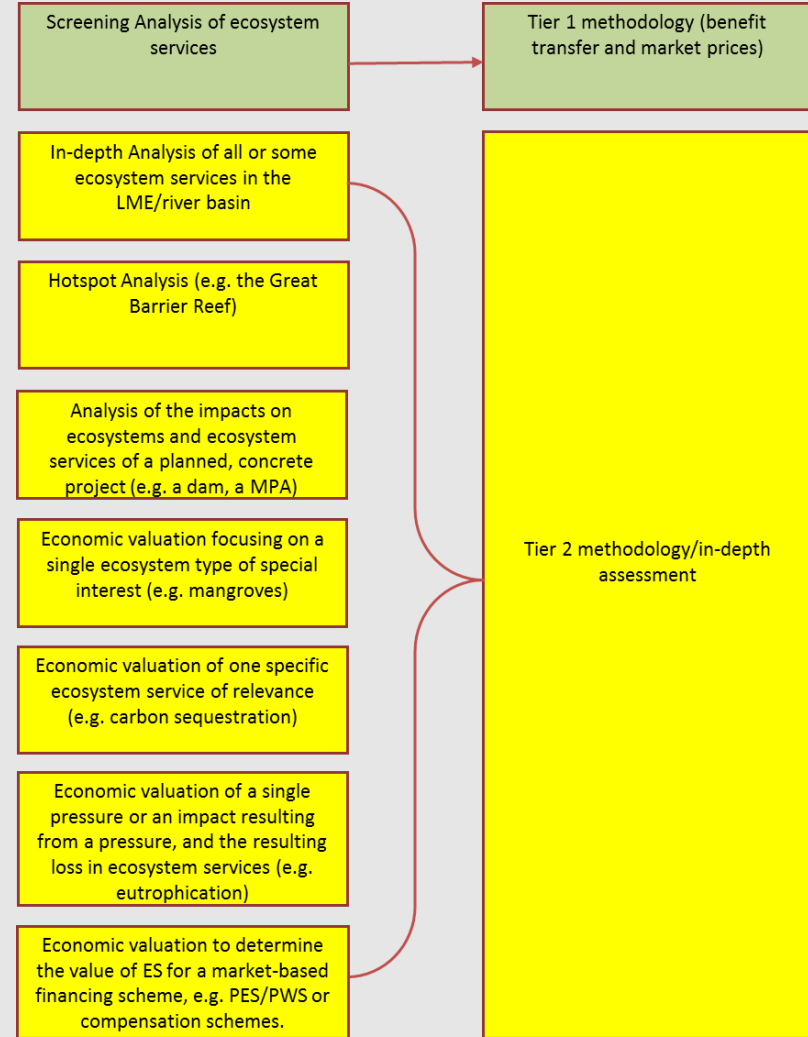 Screening Analysis of ecosystem
services
Tier 1 methodology (benefit
transfer and market prices)
In-depth Analysis of all or some
ecosystem services in the
LME/river basin
Hotspot Analysis (e.g. the Great
Barrier Reef)
Analysis of the impacts on
ecosystems and ecosystem
services of a planned, concrete
project (e.g. a dam, a MPA)
Economic valuation focusing on a
single ecosystem type of special
interest (e.g. mangroves)
Economic valuation of one specific
ecosystem service of relevance
(e.g. carbon sequestration)
Economic valuation of a single
pressure or an impact resulting
from a pressure, and the resulting
loss in ecosystem services (e.g.
eutrophication)
Economic valuation to determine
the value of ES for a market-based
financing scheme, e.g. PES/PWS or
compensation schemes.
Tier 2 methodology/in-depth
assessment